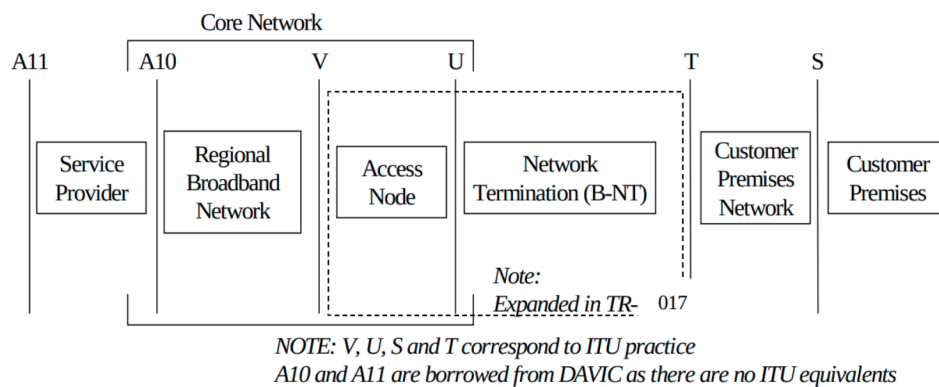 Core Network
A11 A10 V U T S
Service
Provider
Regional
Broadband
Network
Access
Node
Network
Termination (B-NT)
Customer
Premises
Network
Customer
Premises
Note:
Expanded in TR- 017
NOTE: V, U, S and T correspond to ITU practice
A10 and A11 are borrowed from DAVIC as there are no ITU equivalents